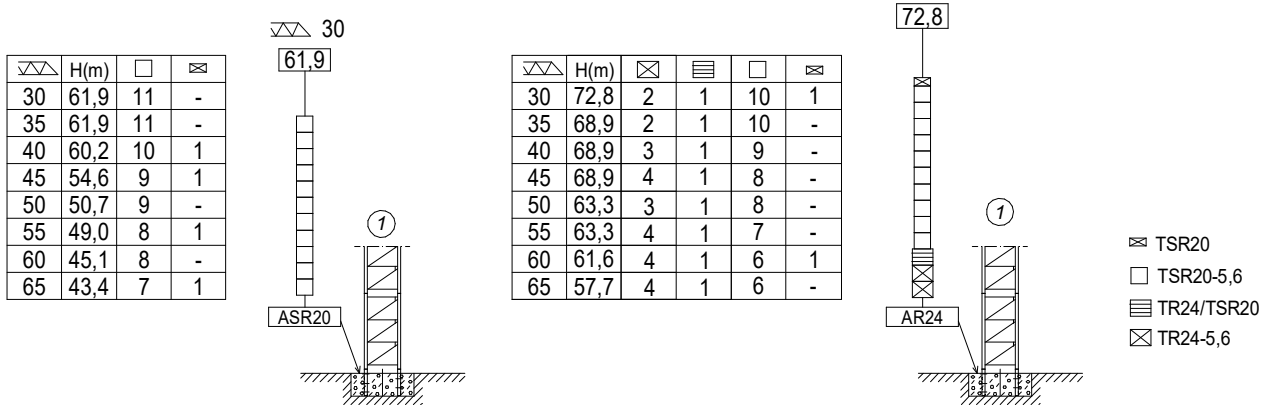 30
61,9
H(m)
30 61,9 11 -
35 61,9 11 -
40 60,2 10 1
45 54,6 9 1
50 50,7 9 -
55 49,0 8 1
60 45,1 8 -
65 43,4 7 1
1
ASR20
72,8
H(m)
30 72,8 2 1 10 1
35 68,9 2 1 10 -
40 68,9 3 1 9 -
45 68,9 4 1 8 -
50 63,3 3 1 8 -
55 63,3 4 1 7 -
60 61,6 4 1 6 1
65 57,7 4 1 6 -
1
AR24
TSR20
TSR20-5,6
TR24/TSR20
TR24-5,6